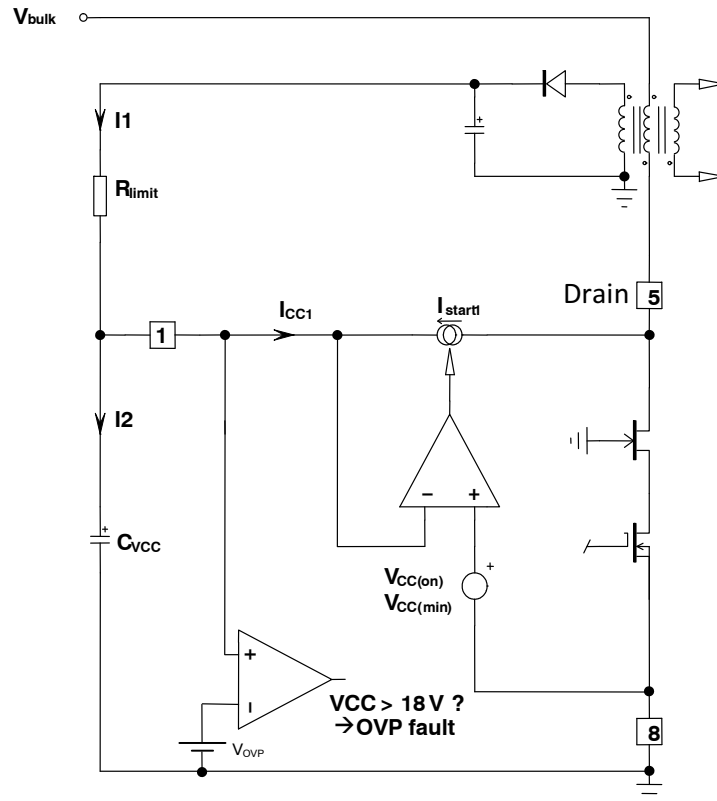 Vbulk
I1
Rlimit
Drain 5
ICC1
Istart1
1
I2
CVCC
VCC(on)
VCC(min)
VCC > 18 V ?
→OVP fault
VOVP
8